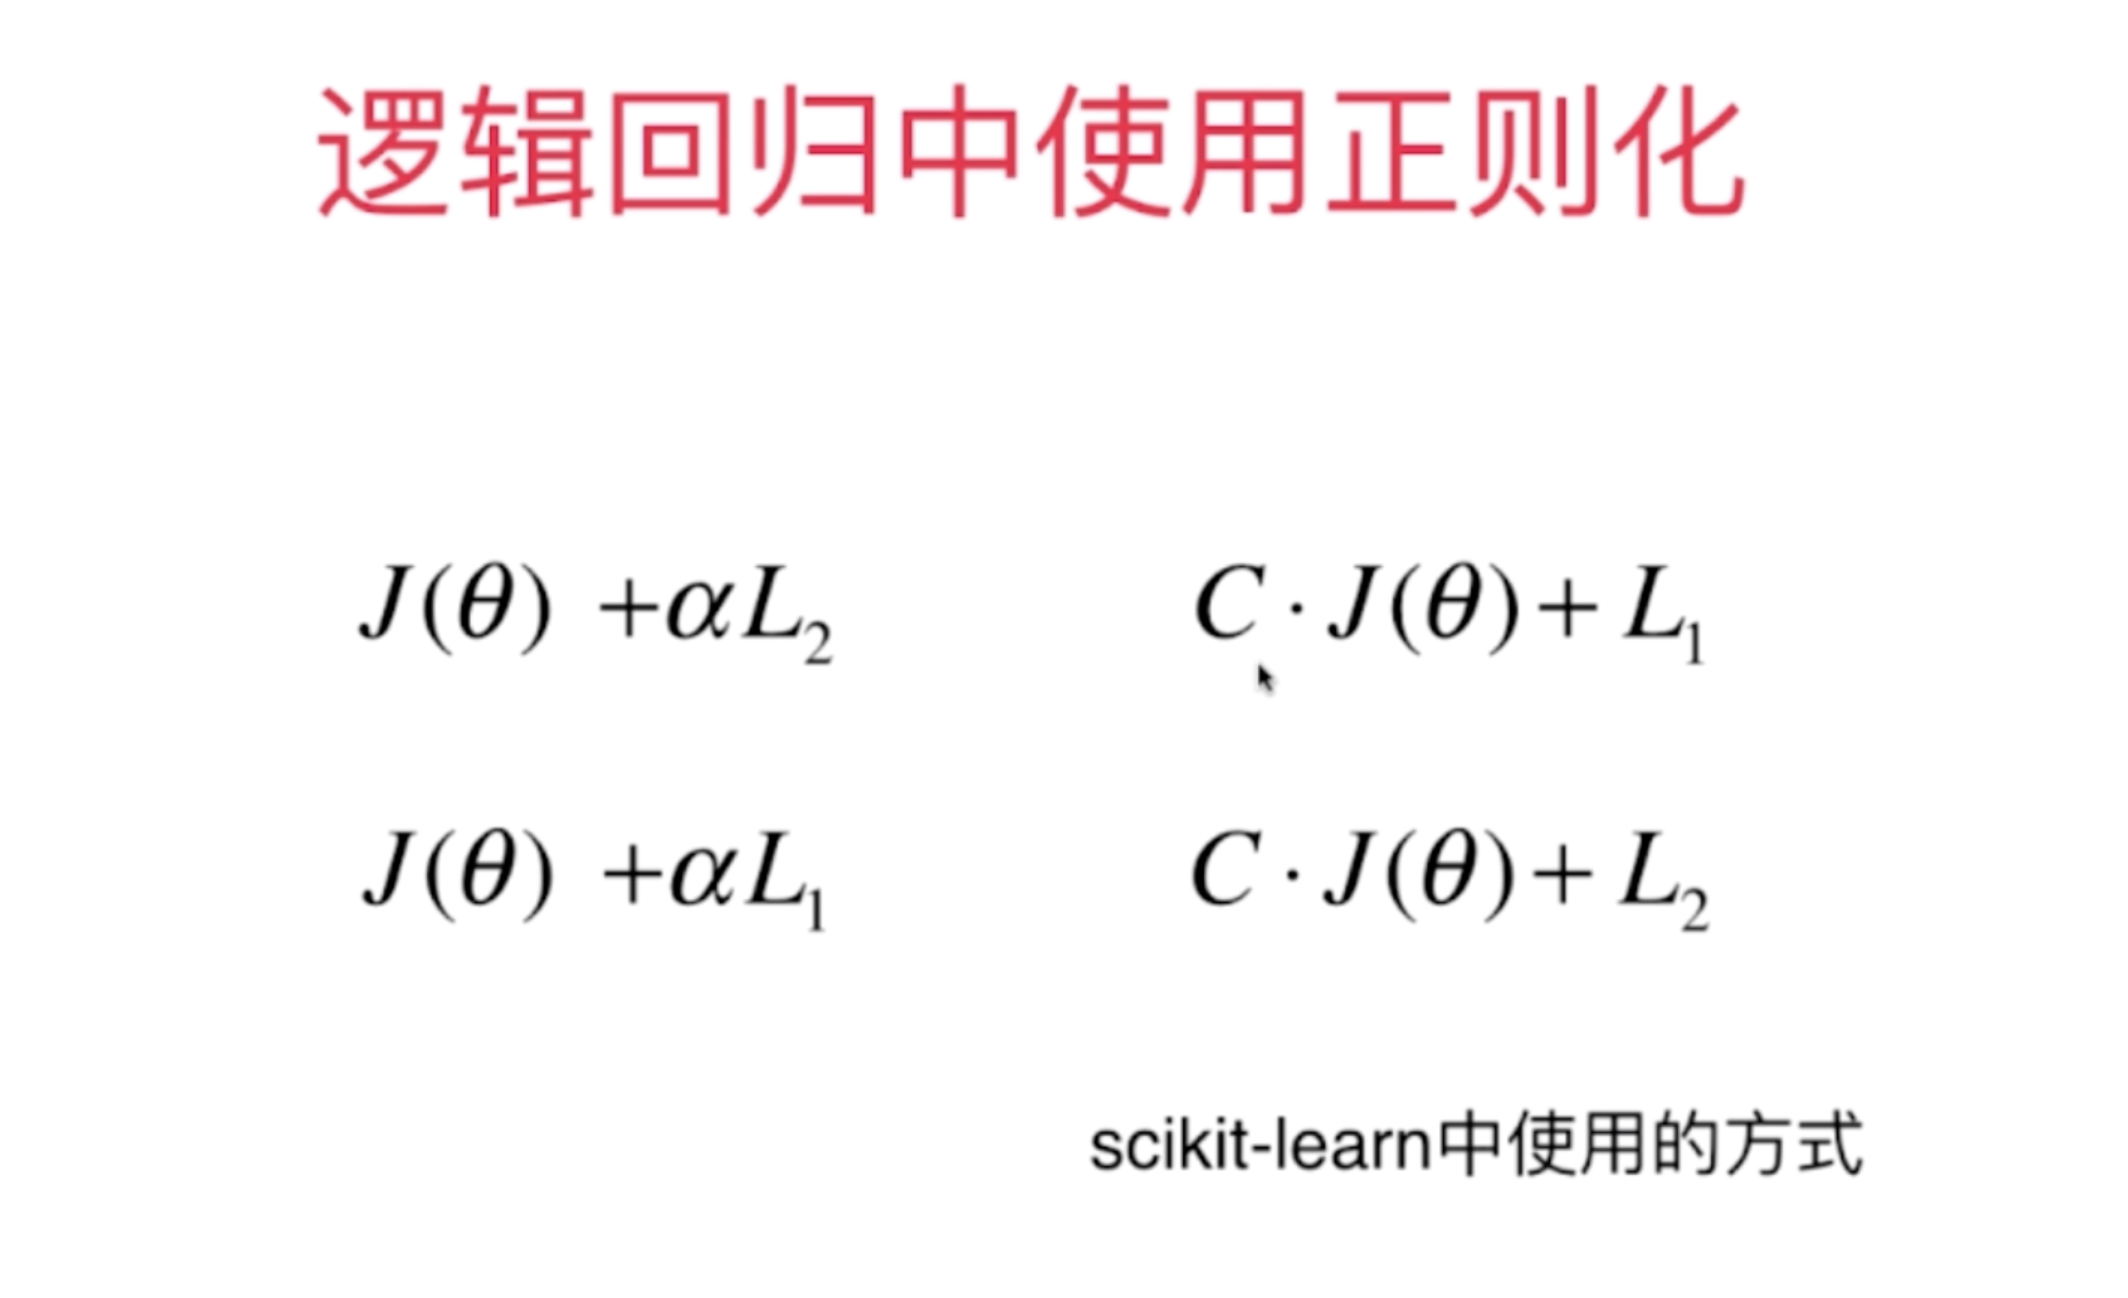 逻辑回归中使用正则化
J(θ) +αL₂
C · J(θ) + L₁
J(θ) +αL₁
C · J(θ) + L₂
scikit-learn中使用的方式